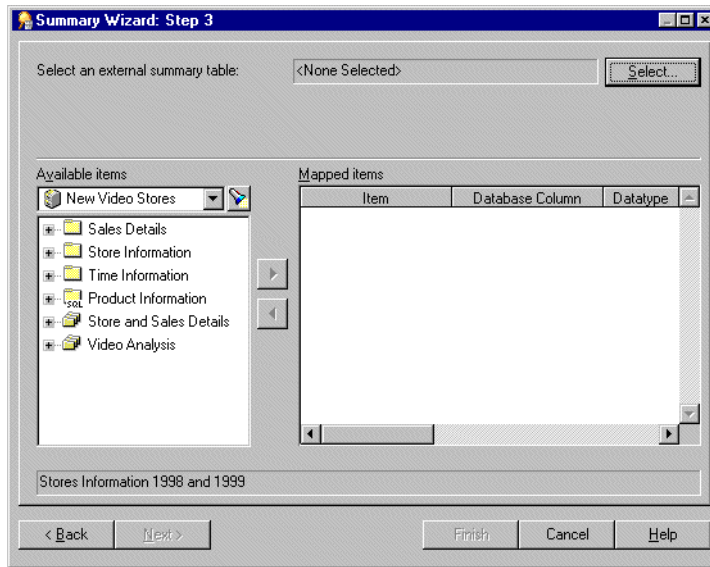 Summary Wizard: Step 3
Select an external summary table:
<None Selected>
Select...
Available items
New Video Stores
Sales Details
Store Information
Time Information
SQL Product Information
Store and Sales Details
Video Analysis
Mapped items
Item Database Column Datatype
Stores Information 1998 and 1999
< Back
Next >
Finish
Cancel
Help